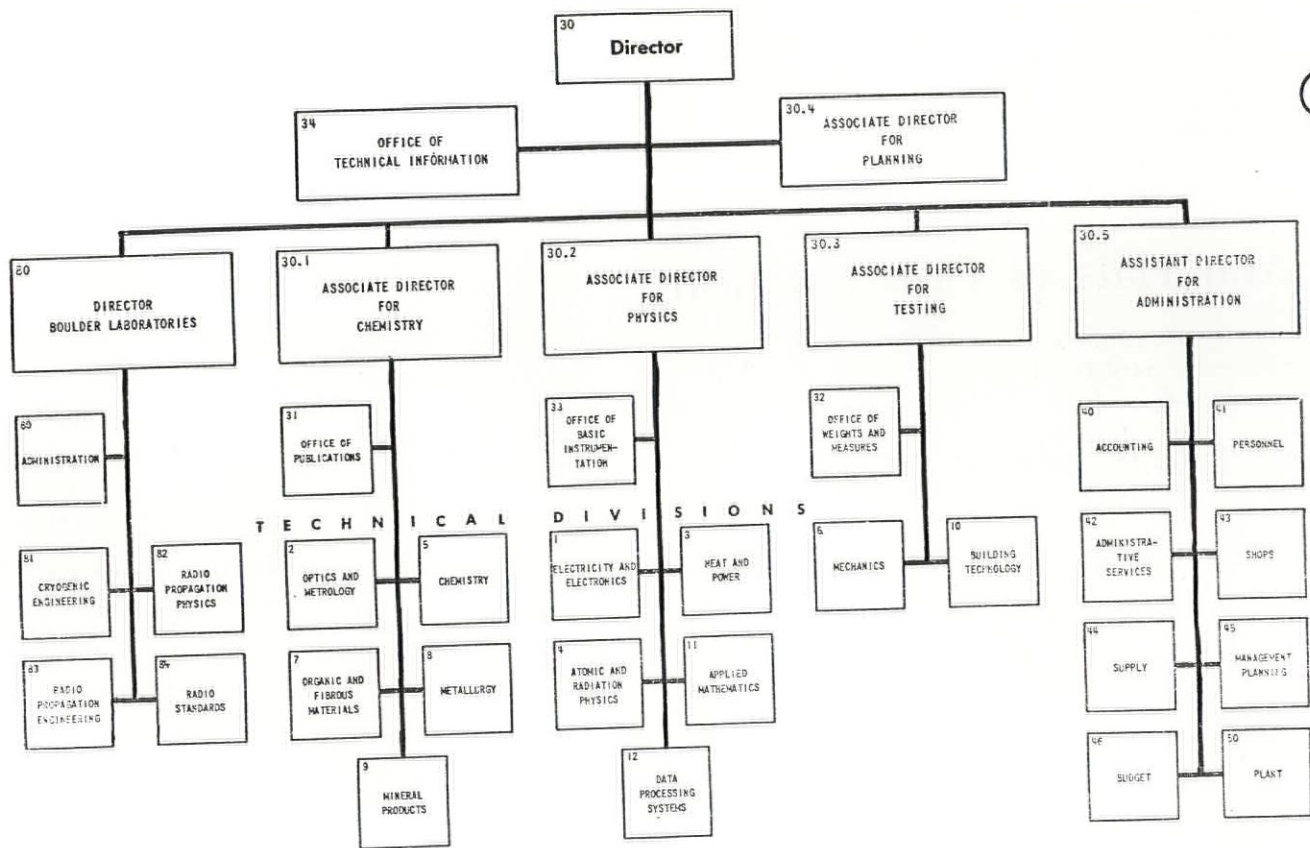 30
Director
34
OFFICE OF
TECHNICAL INFORMATION
30.4
ASSOCIATE DIRECTOR
FOR
PLANNING
80
DIRECTOR
BOULDER LABORATORIES
30.1
ASSOCIATE DIRECTOR
FOR
CHEMISTRY
30.2
ASSOCIATE DIRECTOR
FOR
PHYSICS
30.3
ASSOCIATE DIRECTOR
FOR
TESTING
30.5
ASSISTANT DIRECTOR
FOR
ADMINISTRATION
80
ADMINISTRATION
31
OFFICE OF
PUBLICATIONS
33
OFFICE OF
BASIC
INSTRUMEN-
TATION
32
OFFICE OF
WEIGHTS AND
MEASURES
40
ACCOUNTING
41
PERSONNEL
TECHNICAL DIVISIONS
81
CRYOGENIC
ENGINEERING
82
RADIO
PROPAGATION
PHYSICS
2
OPTICS AND
METROLOGY
5
CHEMISTRY
1
ELECTRICITY AND
ELECTRONICS
3
HEAT AND
POWER
6
MECHANICS
10
BUILDING
TECHNOLOGY
42
ADMINISTRA-
TIVE
SERVICES
43
SHOPS
83
RADIO
PROPAGATION
ENGINEERING
84
RADIO
STANDARDS
7
ORGANIC AND
FIBROUS
MATERIALS
8
METALLURGY
4
ATOMIC AND
RADIATION
PHYSICS
11
APPLIED
MATHEMATICS
44
SUPPLY
45
MANAGEMENT
PLANNING
9
MINERAL
PRODUCTS
12
DATA
PROCESSING
SYSTEMS
46
BUDGET
50
PLANT